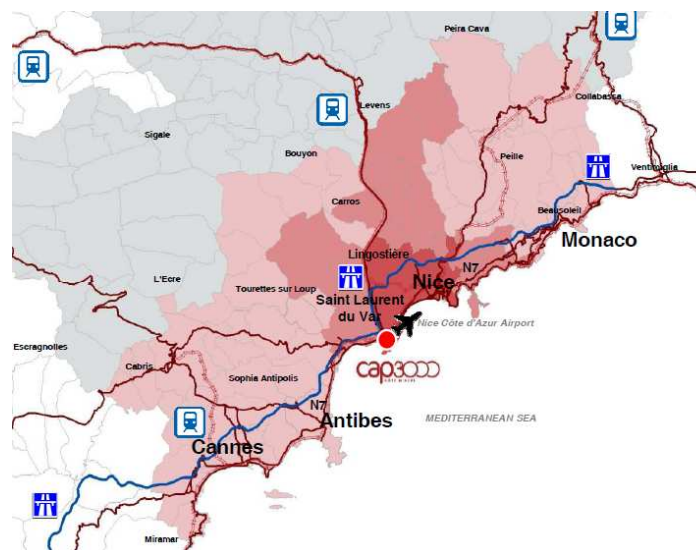 Peira Cava
Collabassa
Levens
Sigale
Bouyon
Peille
Ventimiglia
Carros
Beausoleil
Monaco
Lingostière
N7
Nice
L'Ecre
Tourettes sur Loup
Saint Laurent
du Var
Nice Côte d'Azur Airport
Escragnolles
Cabris
cap3000
Sophia Antipolis
N7
Antibes
MEDITERRANEAN SEA
Cannes
Miramar